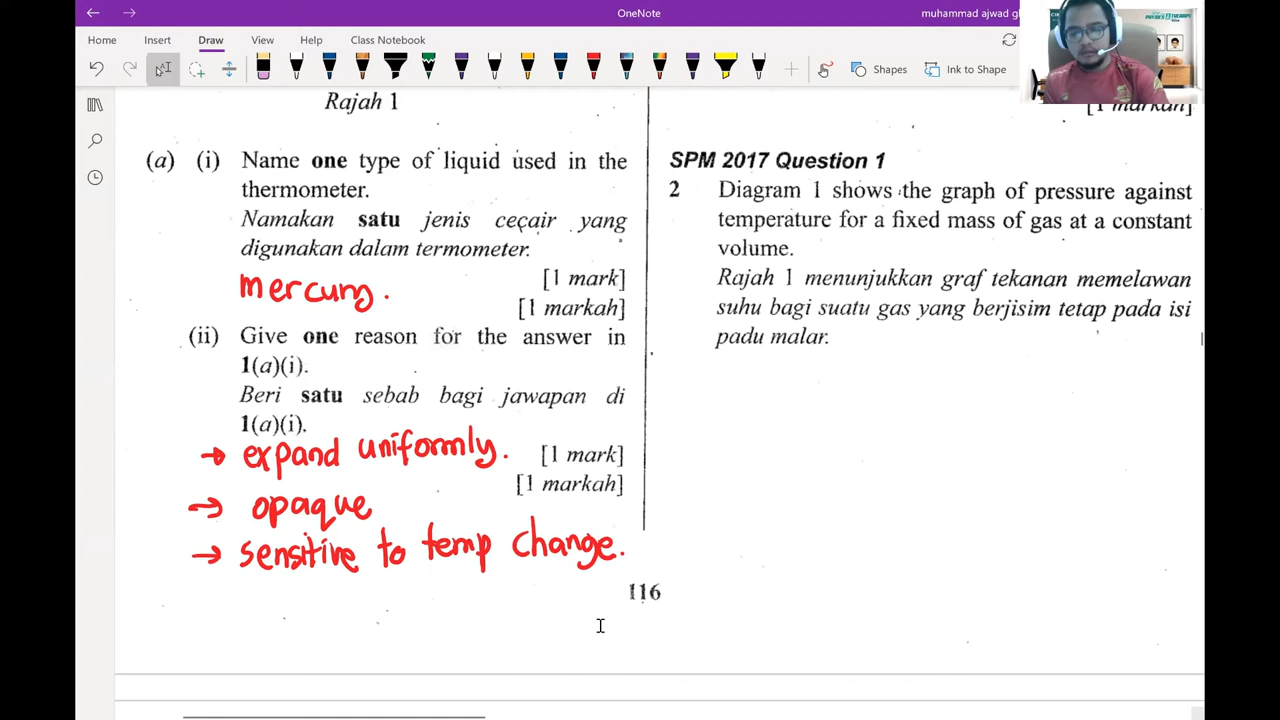 OneNote
muhammad ajwad
Home Insert Draw View Help Class Notebook
Shapes
Ink to Shape
Rajah 1
(a) (i) Name one type of liquid used in the
thermometer.
Namakan satu jenis cecair yang
digunakan dalam termometer.
[1 mark]
mercury.
[1 markah]
(ii) Give one reason for the answer in
1(a)(i).
Beri satu sebab bagi jawapan di
1(a)(i).
→ expand uniformly.
[1 mark]
[1 markah]
→ opaque
→ sensitive to temp change.
[1 markah]
SPM 2017 Question 1
2 Diagram 1 shows the graph of pressure against
temperature for a fixed mass of gas at a constant
volume.
Rajah 1 menunjukkan graf tekanan memelawan
suhu bagi suatu gas yang berjisim tetap pada isi
padu malar.
116